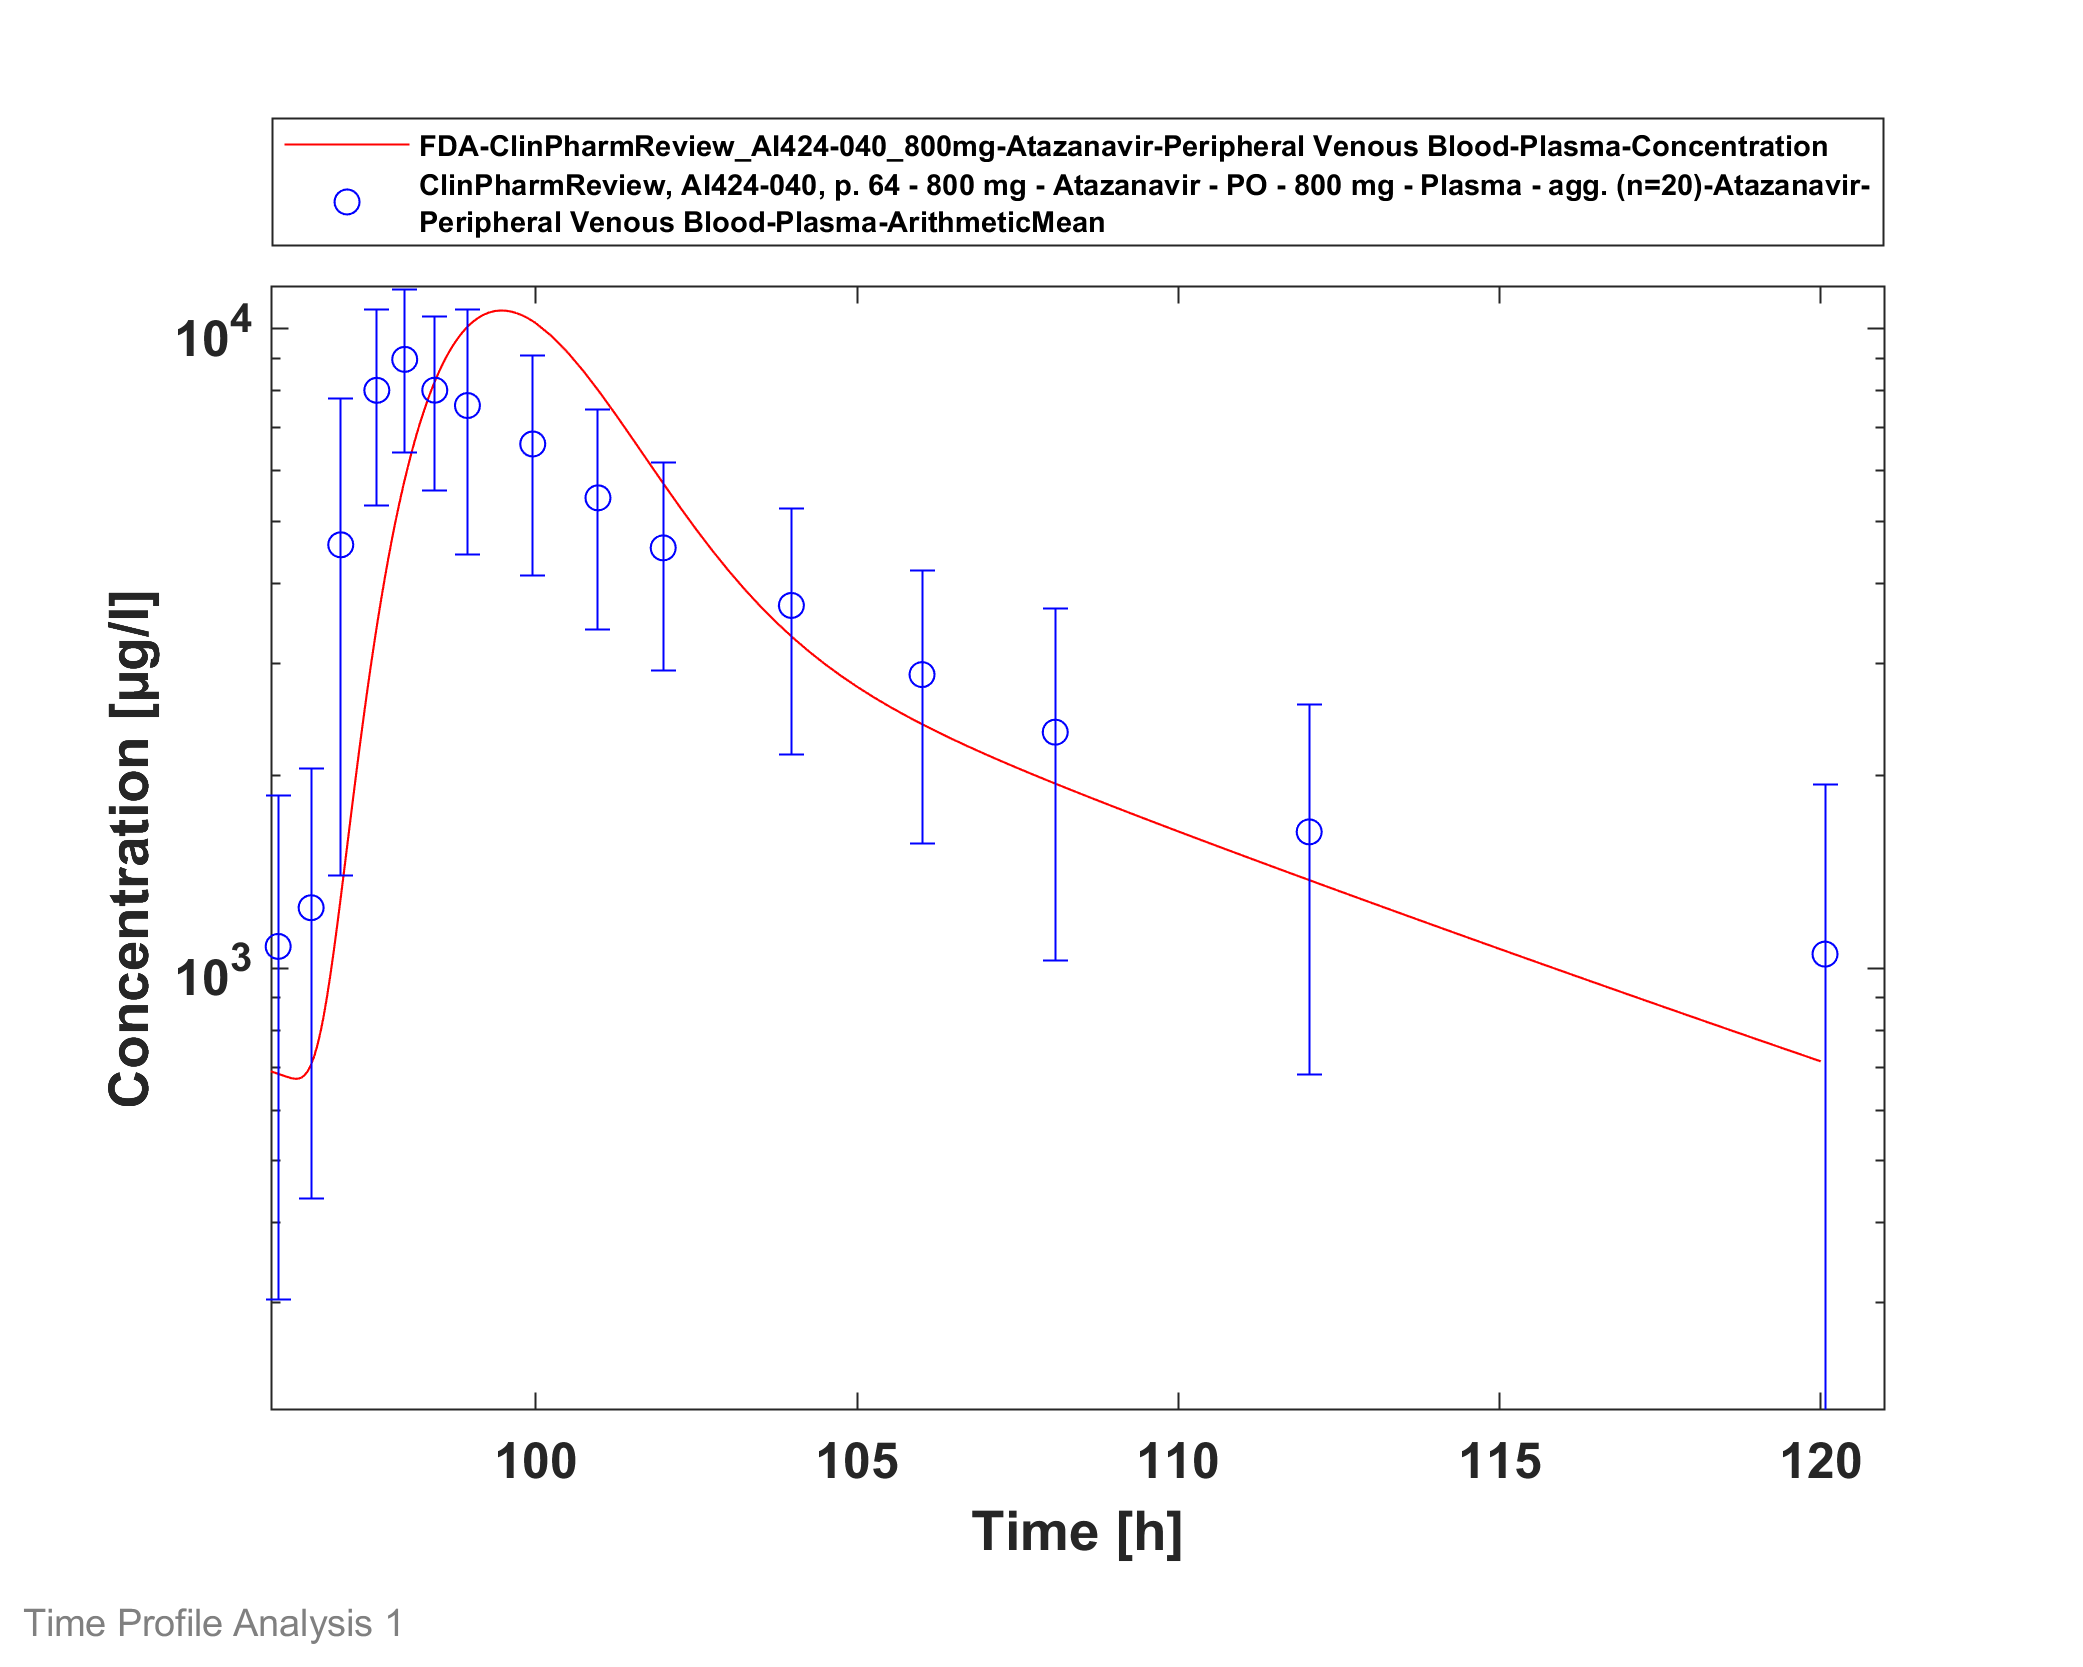 FDA-ClinPharmReview_AI424-040_800mg-Atazanavir-Peripheral Venous Blood-Plasma-Concentration
ClinPharmReview, AI424-040, p. 64 - 800 mg - Atazanavir - PO - 800 mg - Plasma - agg. (n=20)-Atazanavir-
Peripheral Venous Blood-Plasma-ArithmeticMean
10^4
10^3
Concentration [µg/l]
100 105 110 115 120
Time [h]
Time Profile Analysis 1